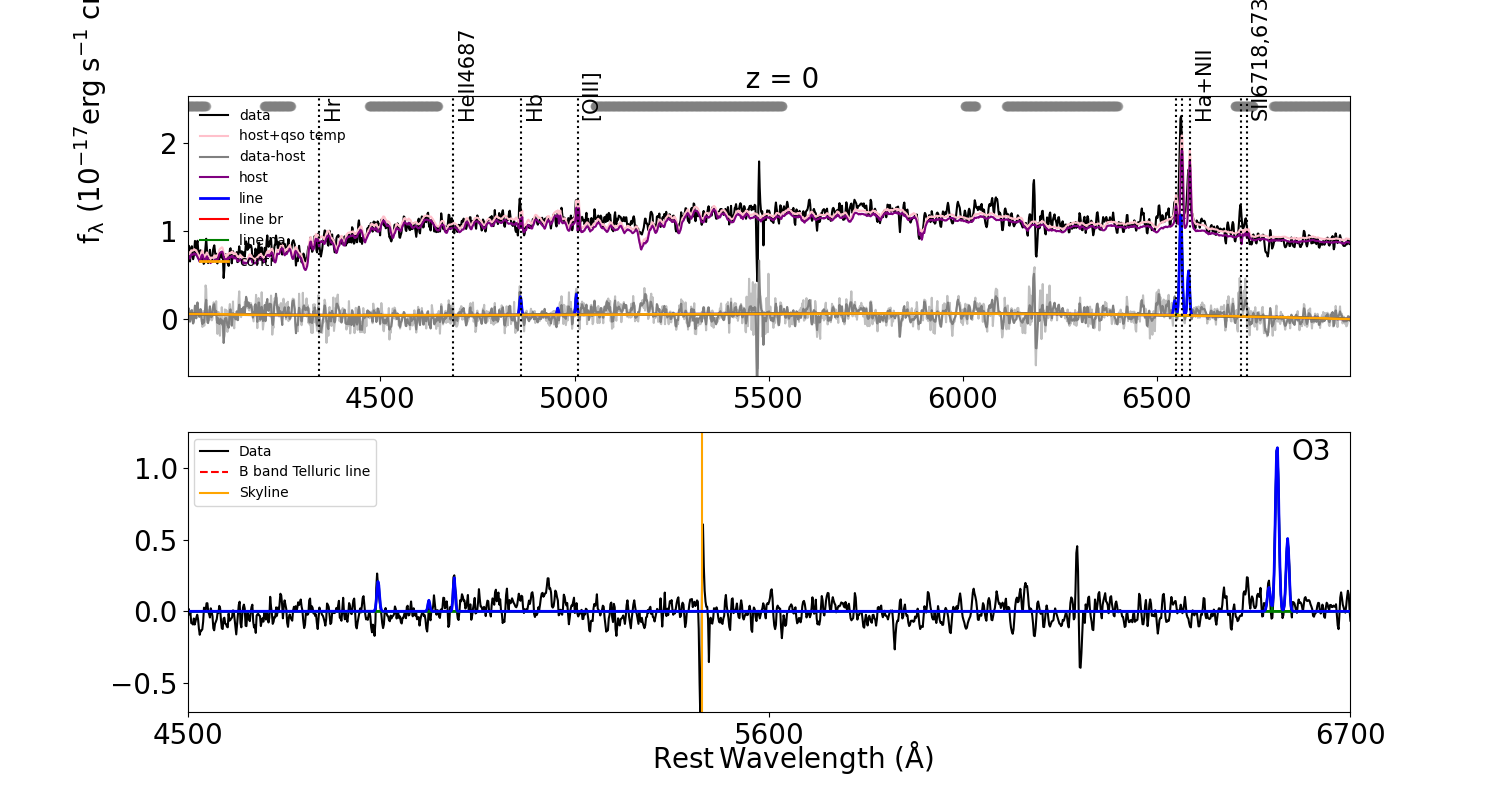 z = 0
Hr
HeII4687
Hb
[OIII]
Ha+NII
SII6718,673
fλ (10−17erg s−1 c
2
1
0
data
host+qso temp
data-host
host
line
line br
line na
conti
4500
5000
5500
6000
6500
Data
B band Telluric line
Skyline
O3
1.0
0.5
0.0
−0.5
4500
5600
6700
Rest Wavelength (Å)